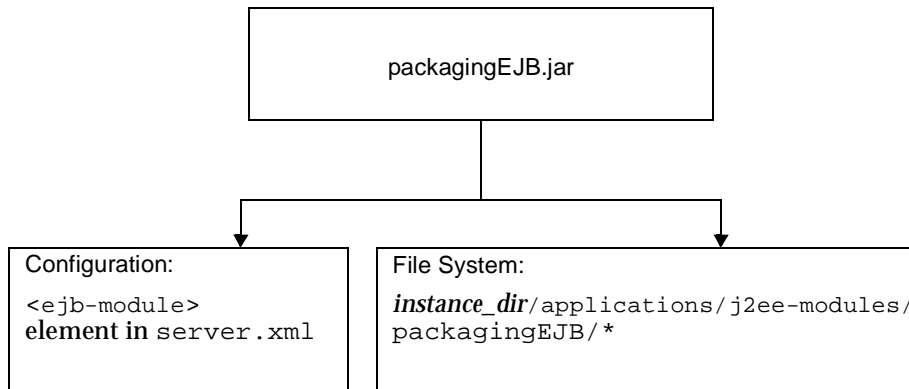 packagingEJB.jar
Configuration:
<ejb-module>
element in server.xml
File System:
instance_dir/applications/j2ee-modules/
packagingEJB/*